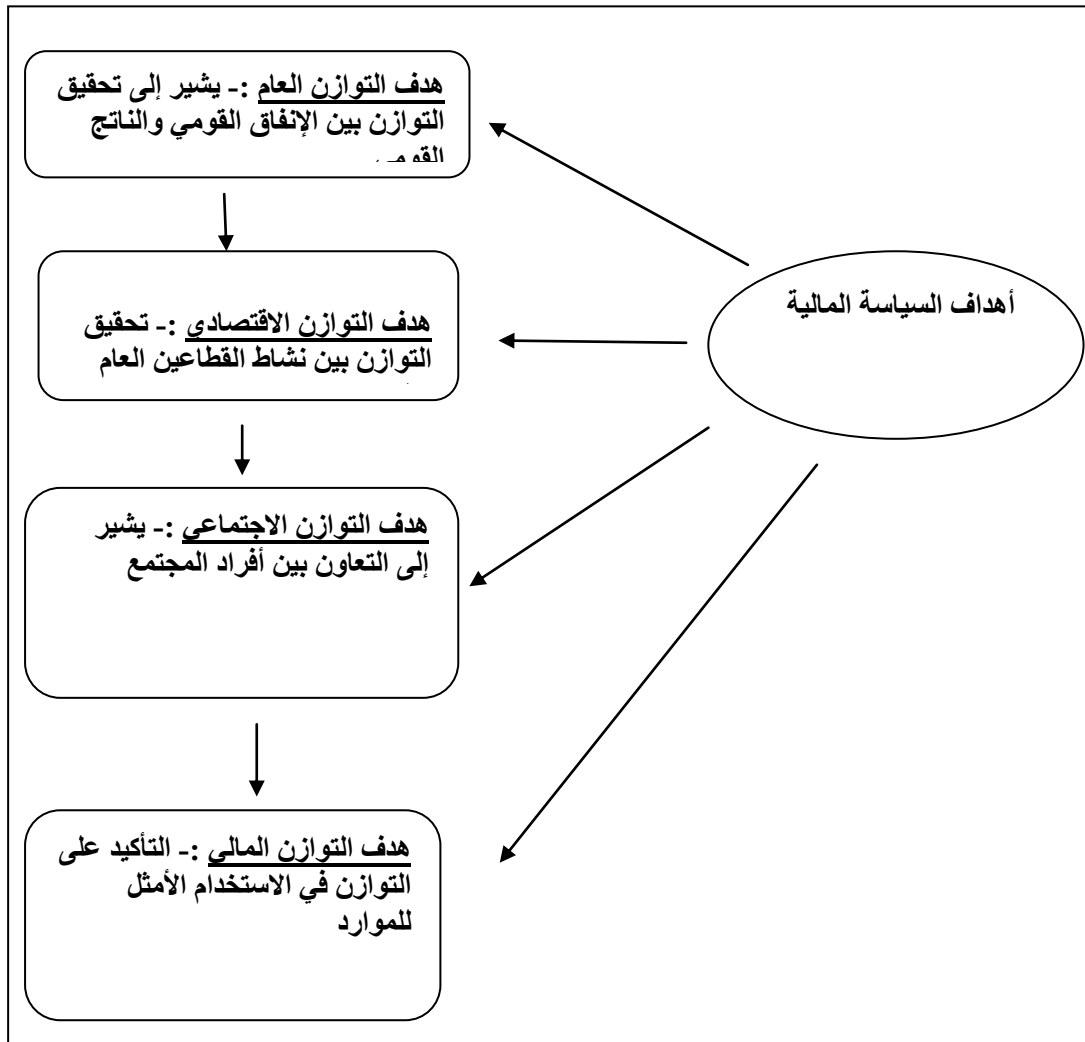 هدف التوازن العام :- يشير إلى تحقيق
التوازن بين الإنفاق القومي والناتج
القومي
أهداف السياسة المالية
هدف التوازن الاقتصادي :- تحقيق
التوازن بين نشاط القطاعين العام
هدف التوازن الاجتماعي :- يشير
إلى التعاون بين أفراد المجتمع
هدف التوازن المالي :- التأكيد على
التوازن في الاستخدام الأمثل
للموارد